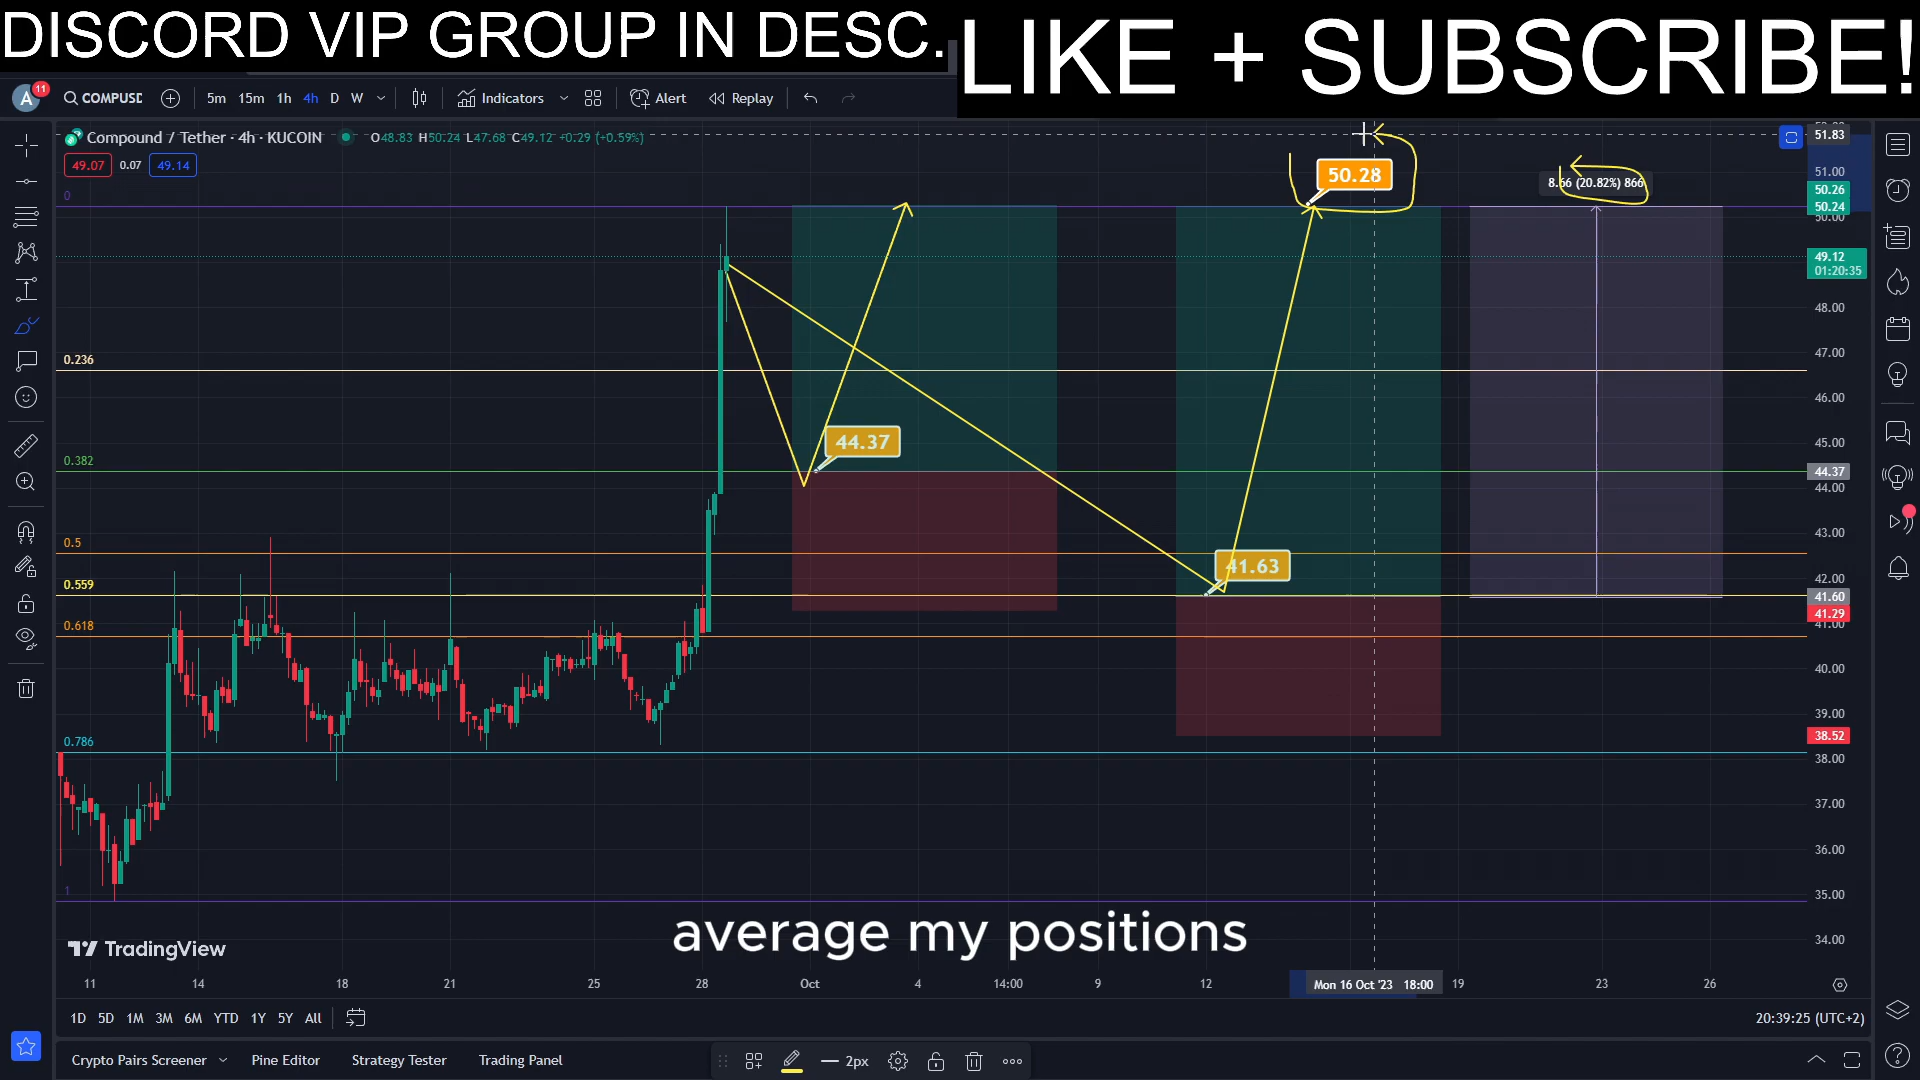 DISCORD VIP GROUP IN DESC.
LIKE + SUBSCRIBE!
A 11 COMPUSD 5m 15m 1h 4h D W Indicators Alert Replay
Compound / Tether · 4h · KUCOIN O48.83 H50.24 L47.68 C49.12 +0.29 (+0.59%)
49.07 0.07 49.14
51.83
51.00
50.26
50.24
50.00
49.12
01:20:35
48.00
47.00
46.00
45.00
44.37
44.00
43.00
42.00
41.60
41.29
41.00
40.00
39.00
38.52
38.00
37.00
36.00
35.00
34.00
0
0.236
0.382
0.5
0.559
0.618
0.786
1
50.28
8.66 (20.82%) 866
44.37
41.63
average my positions
TradingView
11 14 18 21 25 28 Oct 4 14:00 9 12 Mon 16 Oct '23 18:00 19 23 26
1D 5D 1M 3M 6M YTD 1Y 5Y All
20:39:25 (UTC+2)
Crypto Pairs Screener Pine Editor Strategy Tester Trading Panel
2px